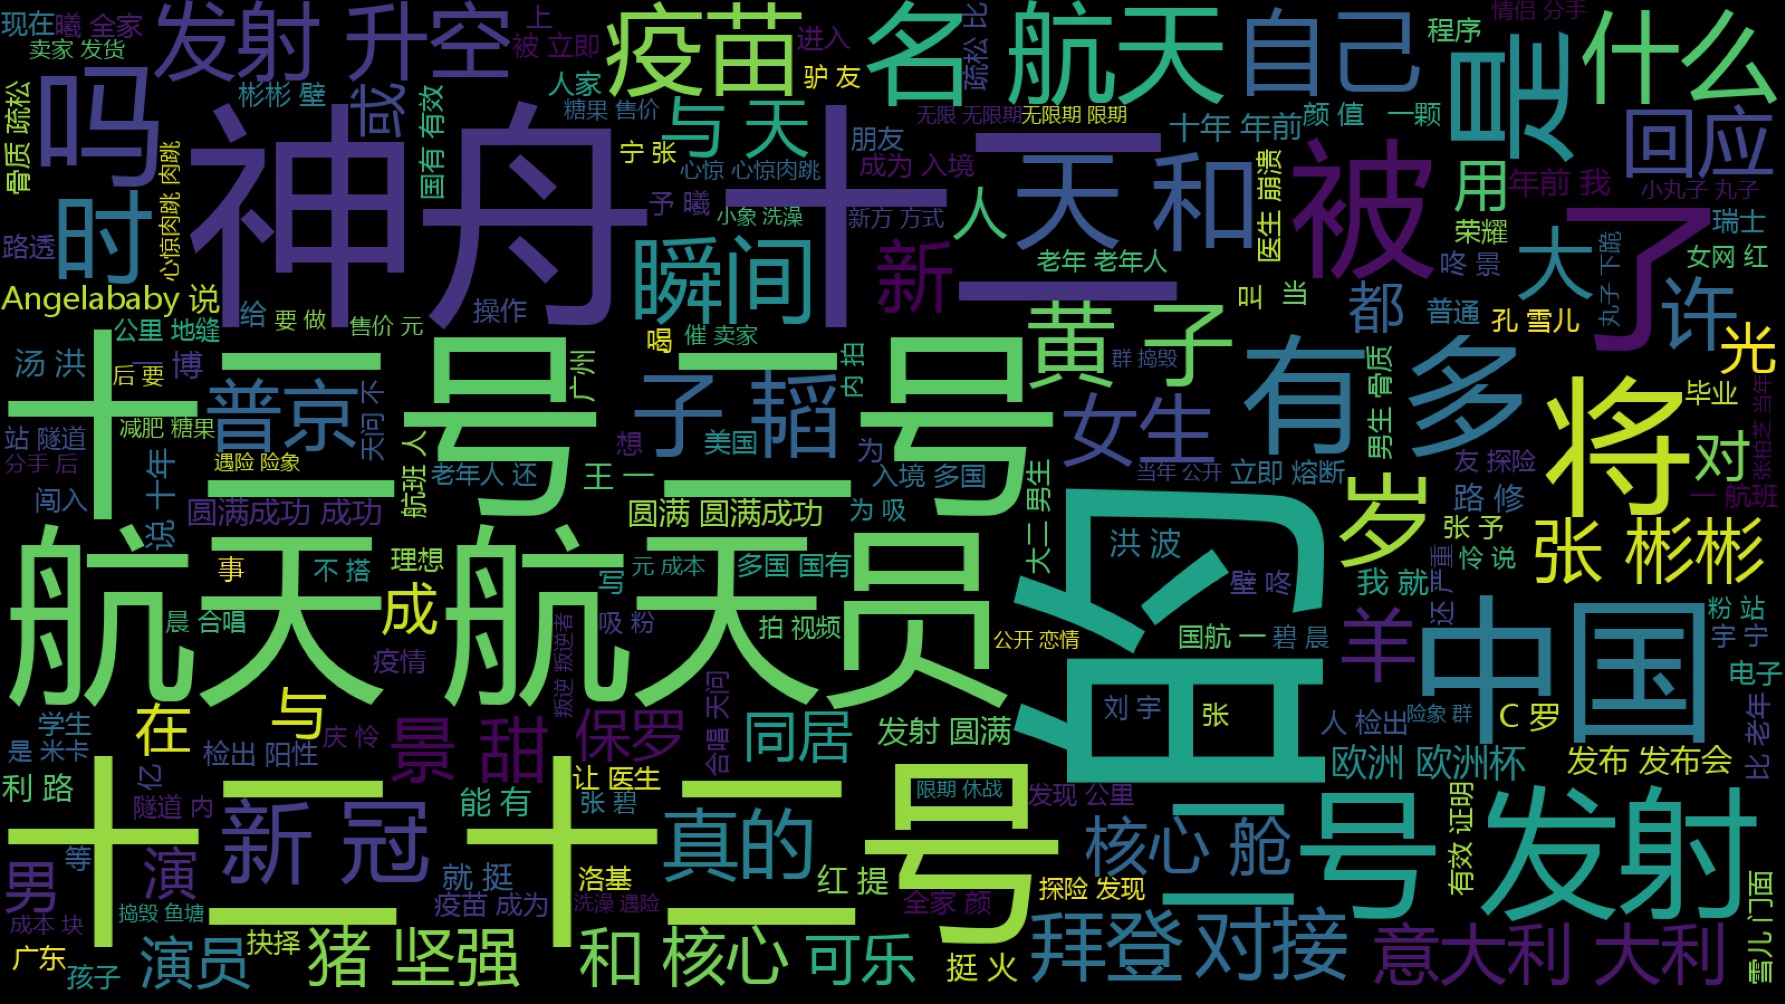 现在
曦 全家
发射 升空
上
被 立即
疫苗
进入
名 航天
比
疏松
自己
程序
情侣 分手
是
什么
卖家 发货
骨质 疏松
吗
彬彬 壁
或
国有 有效
人家
糖果 售价
驴 友
与 天
无限 无限期
无限期 限期
十年 年前
颜 值
一颗
回应
神舟 十二
宁 张
朋友
心惊 心惊肉跳
成为 入境
心惊肉跳 肉跳
时
路透
予 曦
小象 洗澡
新方 方式
人
天 和
医生 崩溃
被
用
年前 我
小丸子 丸子
了
荣耀
瑞士
瞬间
新
老年 老年人
咚 景
大
丸子 下跪
女网 红
Angelababy 说
给
要 做
售价 元
操作
叩
当
都
普通
孔 雪儿
许
光
公里 地缝
汤 洪
后 要
一 博
曷
催 卖家
黄 子
群 捣毁
十二 号
普京
天问 不
广州
子 韬
内 拍
二 号
女生
有 多
男生 骨质
将
毕业
张柏芝 当年
站 隧道
减肥 糖果
分手 后
遇险 险象
航班 人
想
美国
为
老年人 还
王 一
入境 多国
当年 公开
立即 熔断
友 探险
对
闯入
说 十年
圆满成功 成功
圆满 圆满成功
为 吸
大二 男生
岁
路 修
一 航班
张 予
张 彬彬
的
洪 波
航天 航天员
事
不 搭
理想
写
元 成本
多国 国有
壁 咚
我 就
还 严重
怜 说
晨 合唱
成
叛逆 叛逆者
吸 粉
拍 视频
公开 恋情
国航 一
碧 晨
羊
中国
粉 站
宇 宁
疫情
电子
学生
在
与
庆 怜
景 甜
保罗
合唱 天问
同居
发射 圆满
刘 宇
张
人 检出
险象 群
C 罗
是 米卡
检出 阳性
欧洲 欧洲杯
发布 发布会
比 老年
利 路
亿
隧道 内
十二 十二 号
新 冠
让 医生
能 有
张 碧
真的
限期 休战
发现 公里
核心 舱
二号 发射
有效 证明
等
男
演
就 挺
洛基
红 提
成本 块
捣毁 鱼塘
疫苗 成为
洗澡 遇险
全家 颜
探险 发现
广东
孩子
演员
抉择
猪 坚强
和 核心
可乐
挺 火
拜登 对接
意大利 大利
雪儿 门面